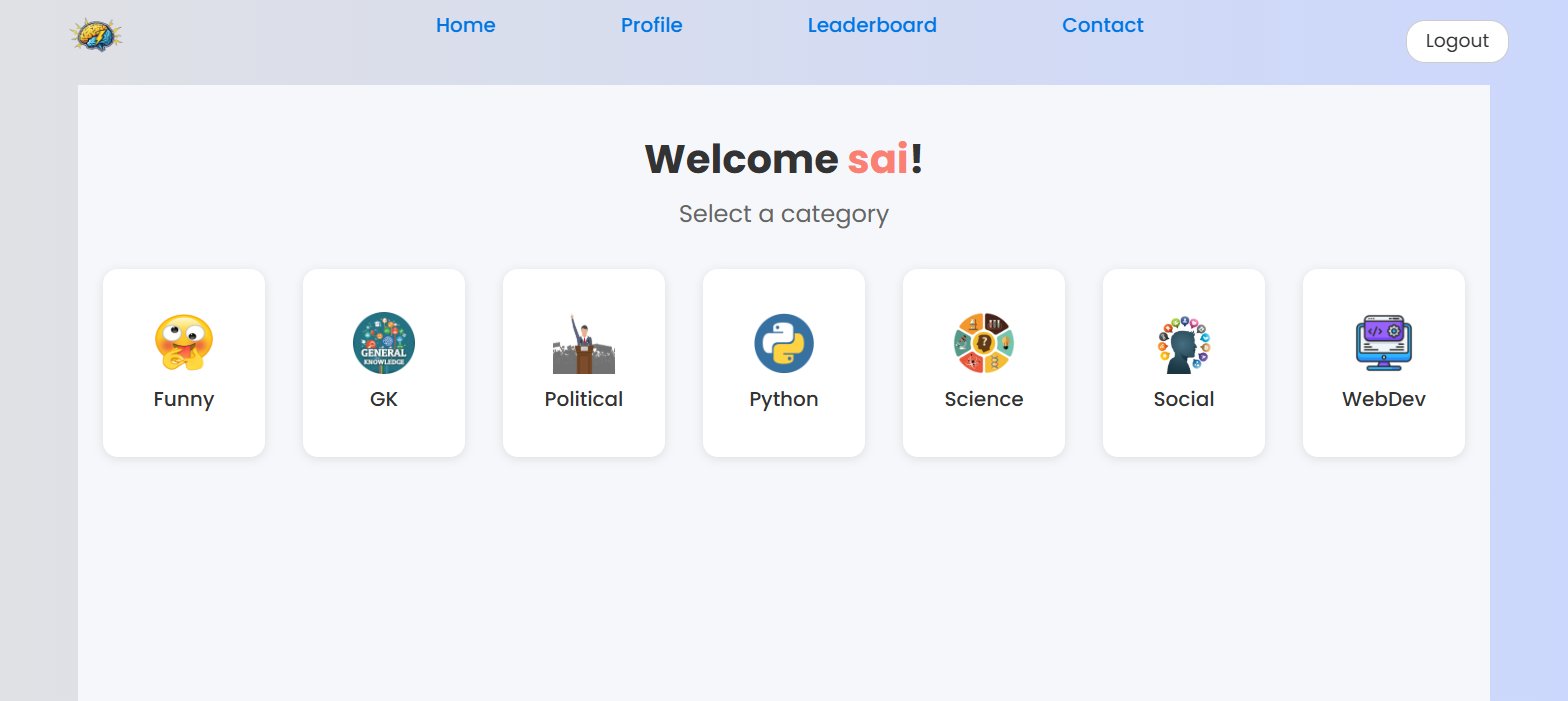 Home Profile Leaderboard Contact Logout
Welcome sai!
Select a category
GENERAL
KNOWLEDGE
Funny GK Political Python Science Social WebDev